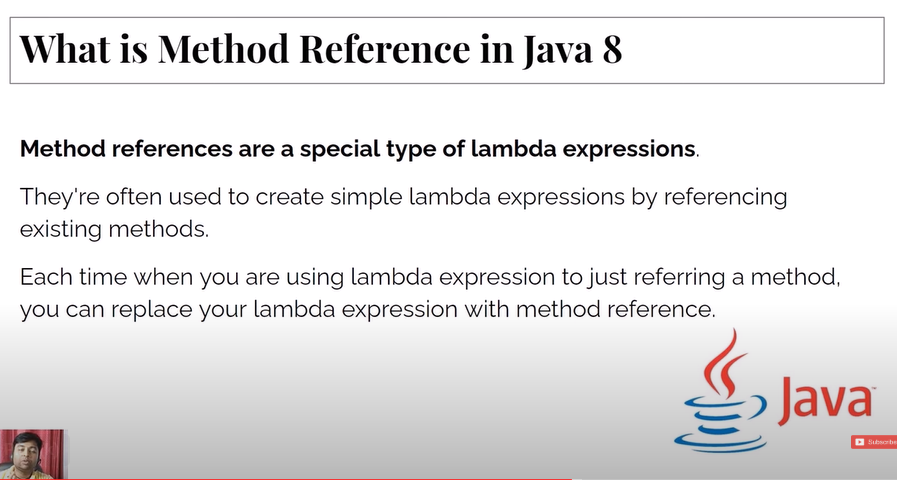 What is Method Reference in Java 8
Method references are a special type of lambda expressions.
They're often used to create simple lambda expressions by referencing
existing methods.
Each time when you are using lambda expression to just referring a method,
you can replace your lambda expression with method reference.
Java™
Subscribe